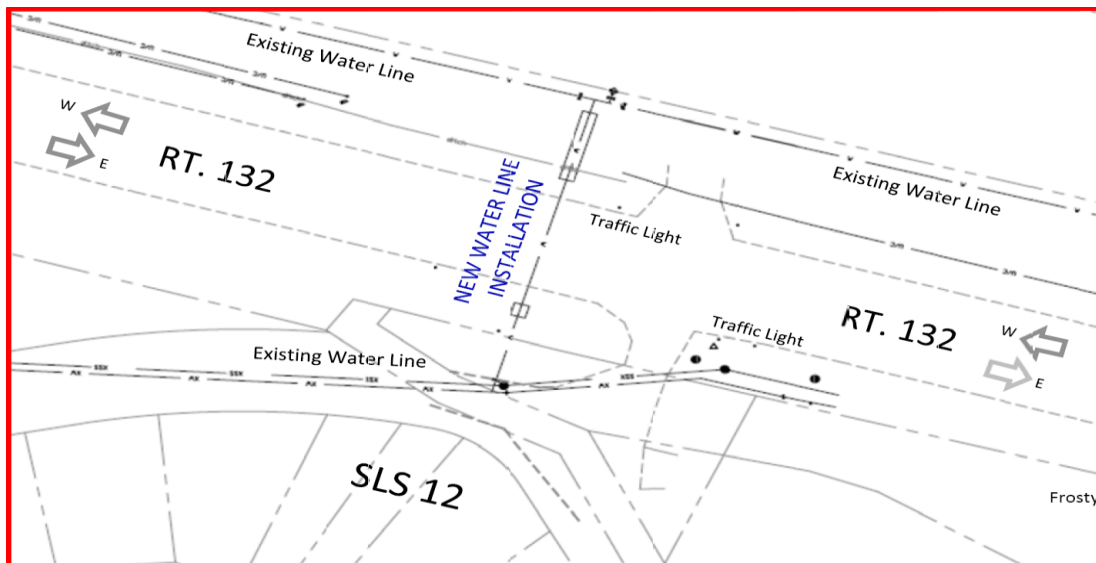 Existing Water Line
W
E
RT. 132
NEW WATER LINE
INSTALLATION
Existing Water Line
Traffic Light
RT. 132
W
E
Traffic Light
Existing Water Line
SLS 12
Frosty